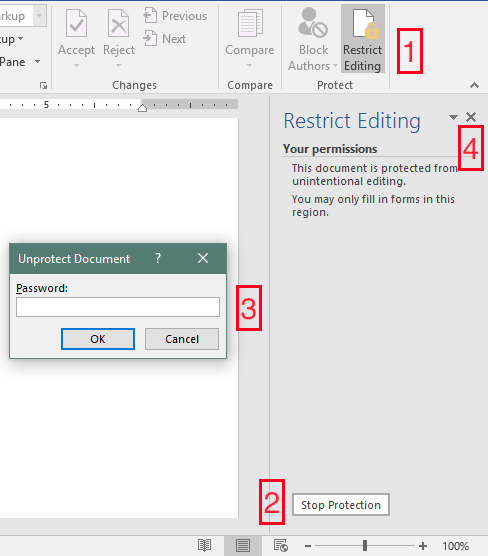 arkup
kup
Pane
Accept
Reject
Previous
Next
Changes
Compare
Compare
Block
Authors
Restrict
Editing
Protect
1
5
Restrict Editing
4
Your permissions
This document is protected from
unintentional editing.
You may only fill in forms in this
region.
Unprotect Document
?
Password:
3
OK
Cancel
2
Stop Protection
100%